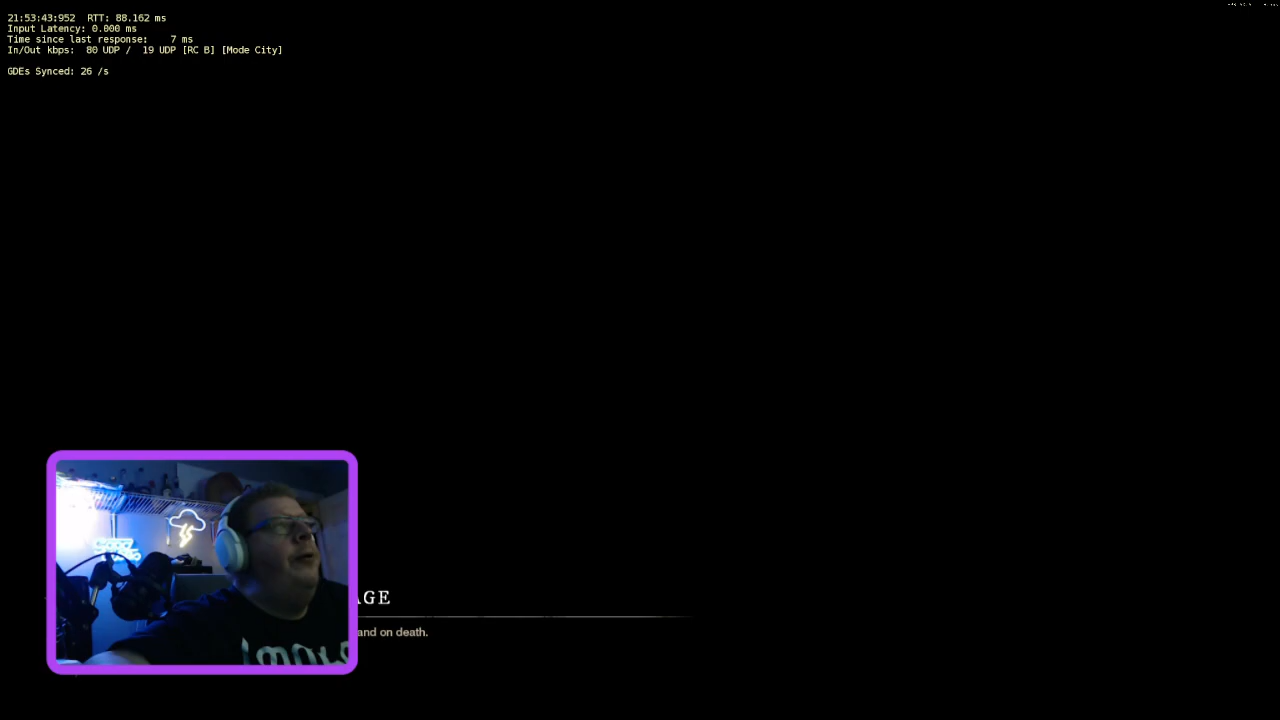 21:53:43:952 RTT: 88.162 ms
Input Latency: 0.000 ms
Time since last response: 7 ms
In/Out kbps: 80 UDP / 19 UDP [RC B] [Mode City]
GDEs Synced: 26 /s
AGE
and on death.